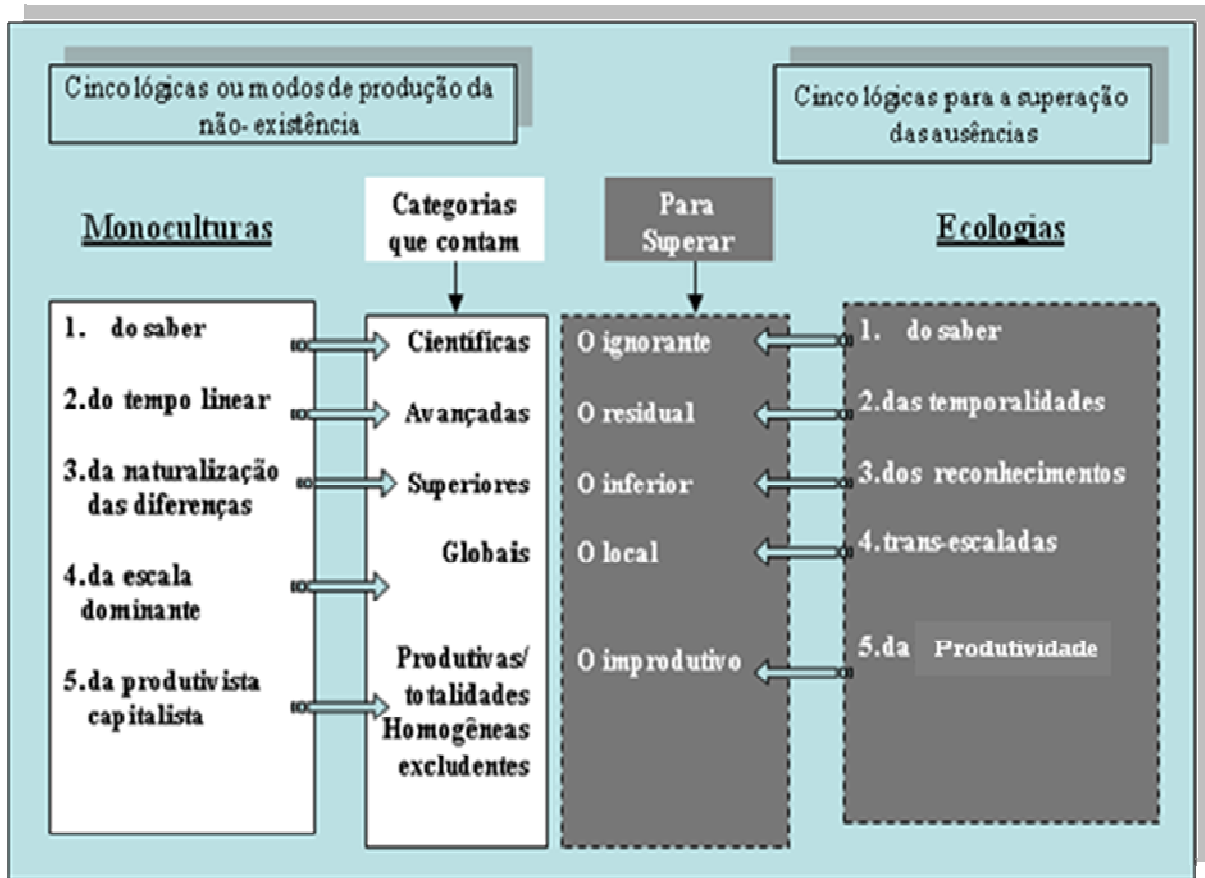 Cinco lógicas ou modos de produção da
não- existência
Cinco lógicas para a superação
das ausências
Monoculturas
Categorias
que contam
Para
Superar
Ecologias
1. do saber
2.do tempo linear
3.da naturalização
das diferenças
4.da escala
dominante
5.da produtivista
capitalista
Científicas
Avançadas
Superiores
Globais
Produtivas/
totalidades
Homogêneas
excludentes
O ignorante
O residual
O inferior
O local
O improdutivo
1. do saber
2.das temporalidades
3.dos reconhecimentos
4.trans-escaladas
5.da Produtividade